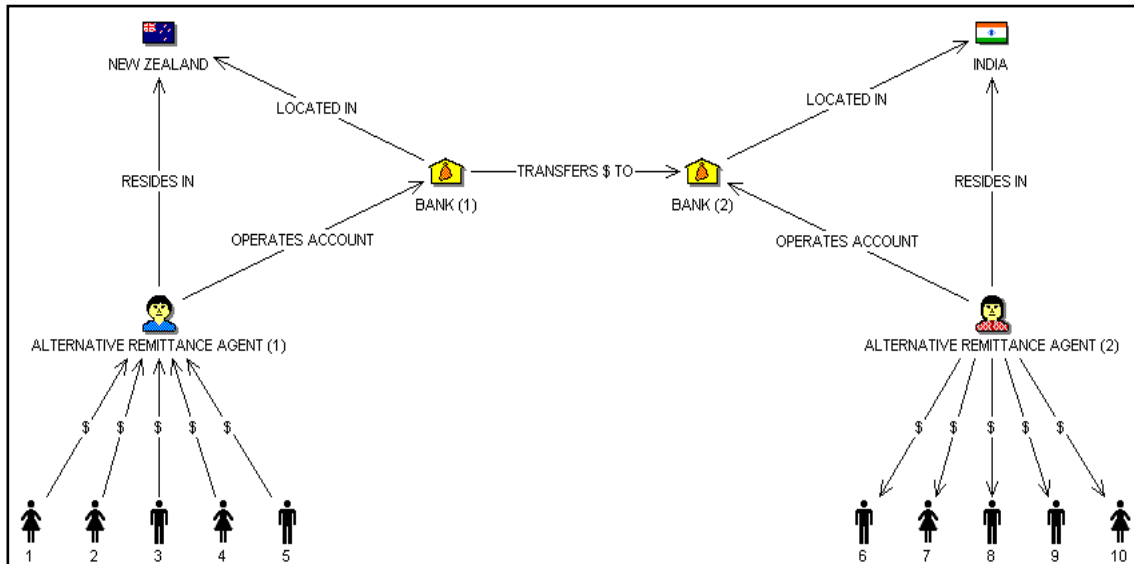 NEW ZEALAND
INDIA
LOCATED IN
LOCATED IN
RESIDES IN
TRANSFERS $ TO
RESIDES IN
BANK (1)
BANK (2)
OPERATES ACCOUNT
OPERATES ACCOUNT
ALTERNATIVE REMITTANCE AGENT (1)
ALTERNATIVE REMITTANCE AGENT (2)
$ $ $ $ $
$ $ $ $ $
1 2 3 4 5
6 7 8 9 10